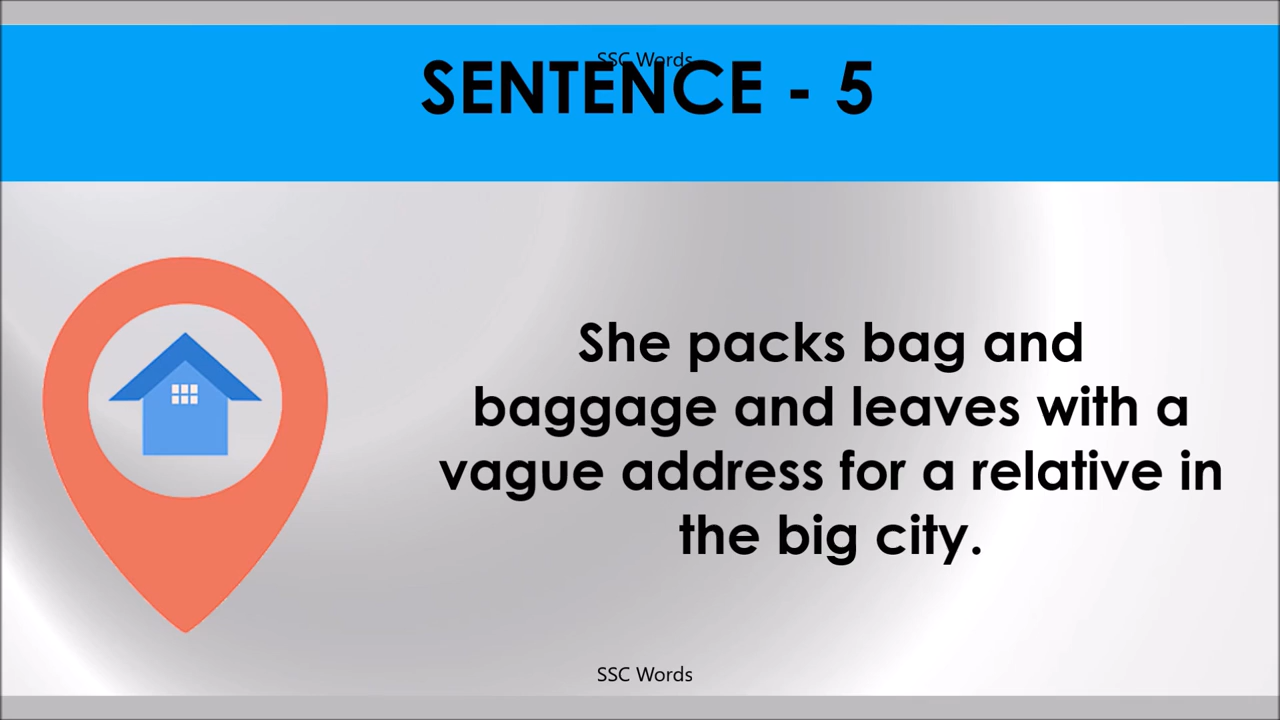 SSC Words
SENTENCE - 5
She packs bag and
baggage and leaves with a
vague address for a relative in
the big city.
SSC Words